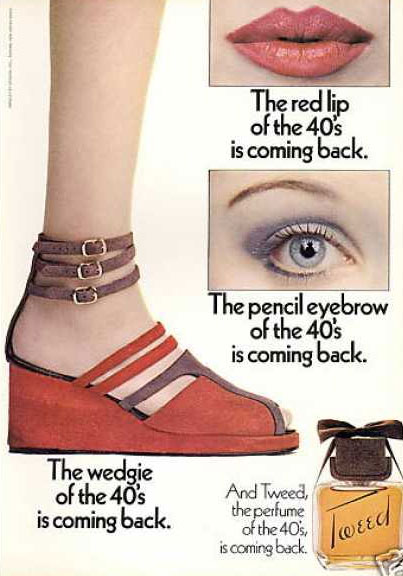 The red lip
of the 40's
is coming back.
The pencil eyebrow
of the 40's
is coming back.
The wedgie
of the 40's
is coming back.
And Tweed,
the perfume
of the 40's,
is coming back.
Tweed